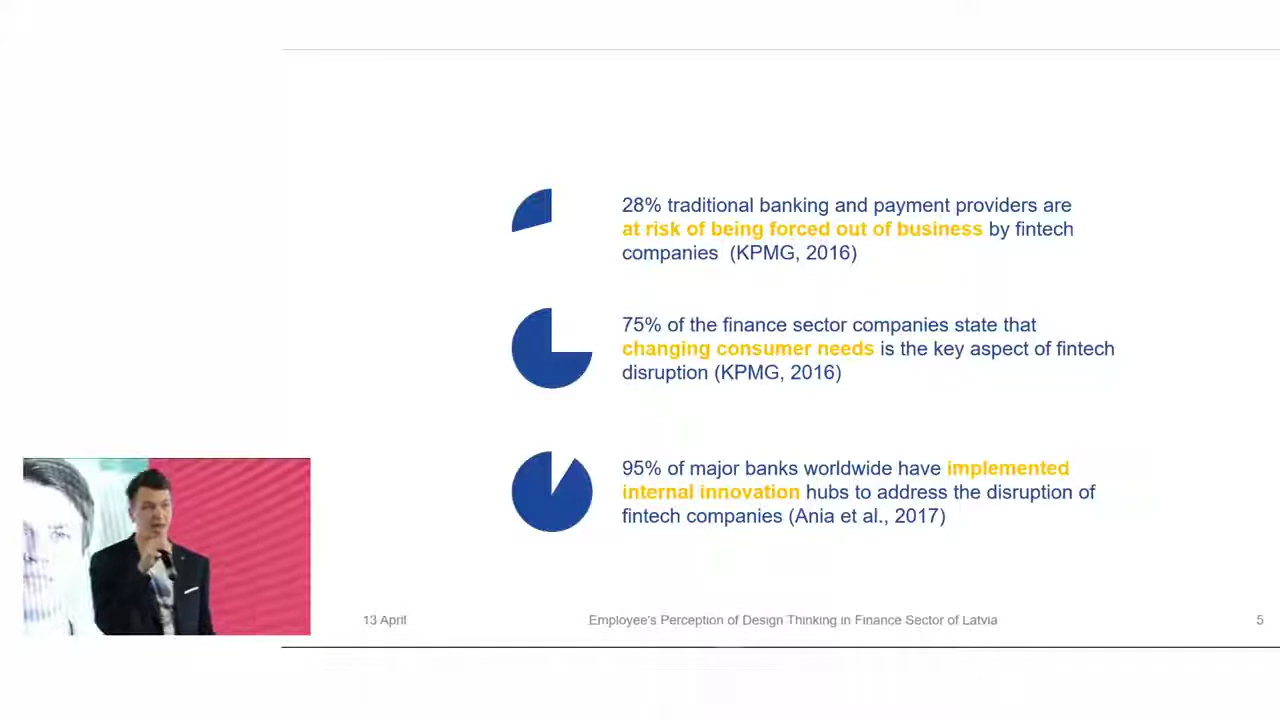 28% traditional banking and payment providers are
at risk of being forced out of business by fintech
companies  (KPMG, 2016)
75% of the finance sector companies state that
changing consumer needs is the key aspect of fintech
disruption (KPMG, 2016)
95% of major banks worldwide have implemented
internal innovation hubs to address the disruption of
fintech companies (Ania et al., 2017)
13 April
Employee's Perception of Design Thinking in Finance Sector of Latvia
5